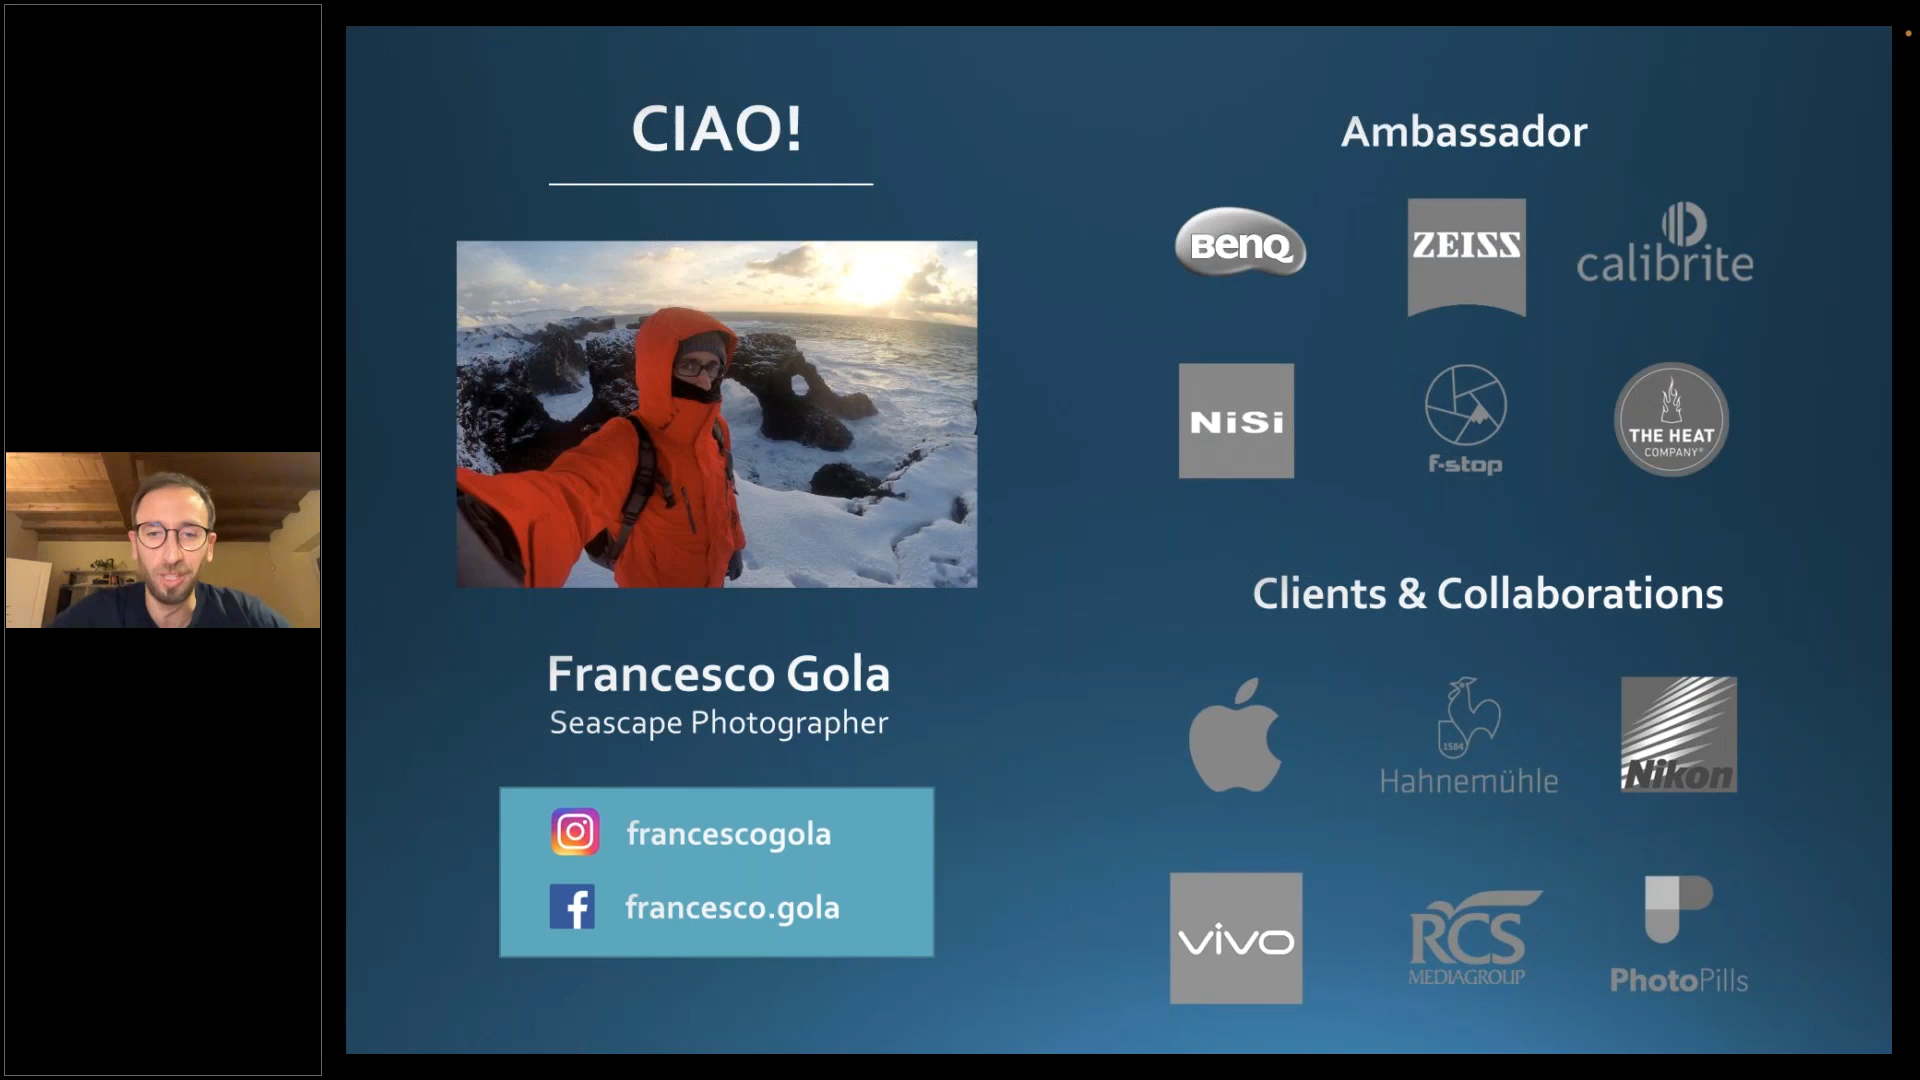 CIAO!
Francesco Gola
Seascape Photographer
francescogola
francesco.gola
Ambassador
BenQ
ZEISS
calibrite
NiSi
f-stop
THE HEAT
COMPANY®
Clients & Collaborations
1584
Hahnemühle
Nikon
vivo
RCS
MEDIAGROUP
PhotoPills